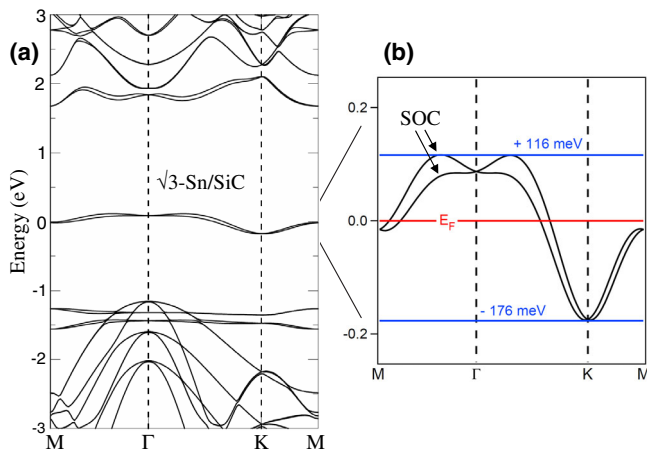 (a)
3
2
1
0
-1
-2
-3
Energy (eV)
√3-Sn/SiC
M Γ K M
(b)
0.2
0.0
-0.2
SOC
+ 116 meV
E_F
- 176 meV
M Γ K M